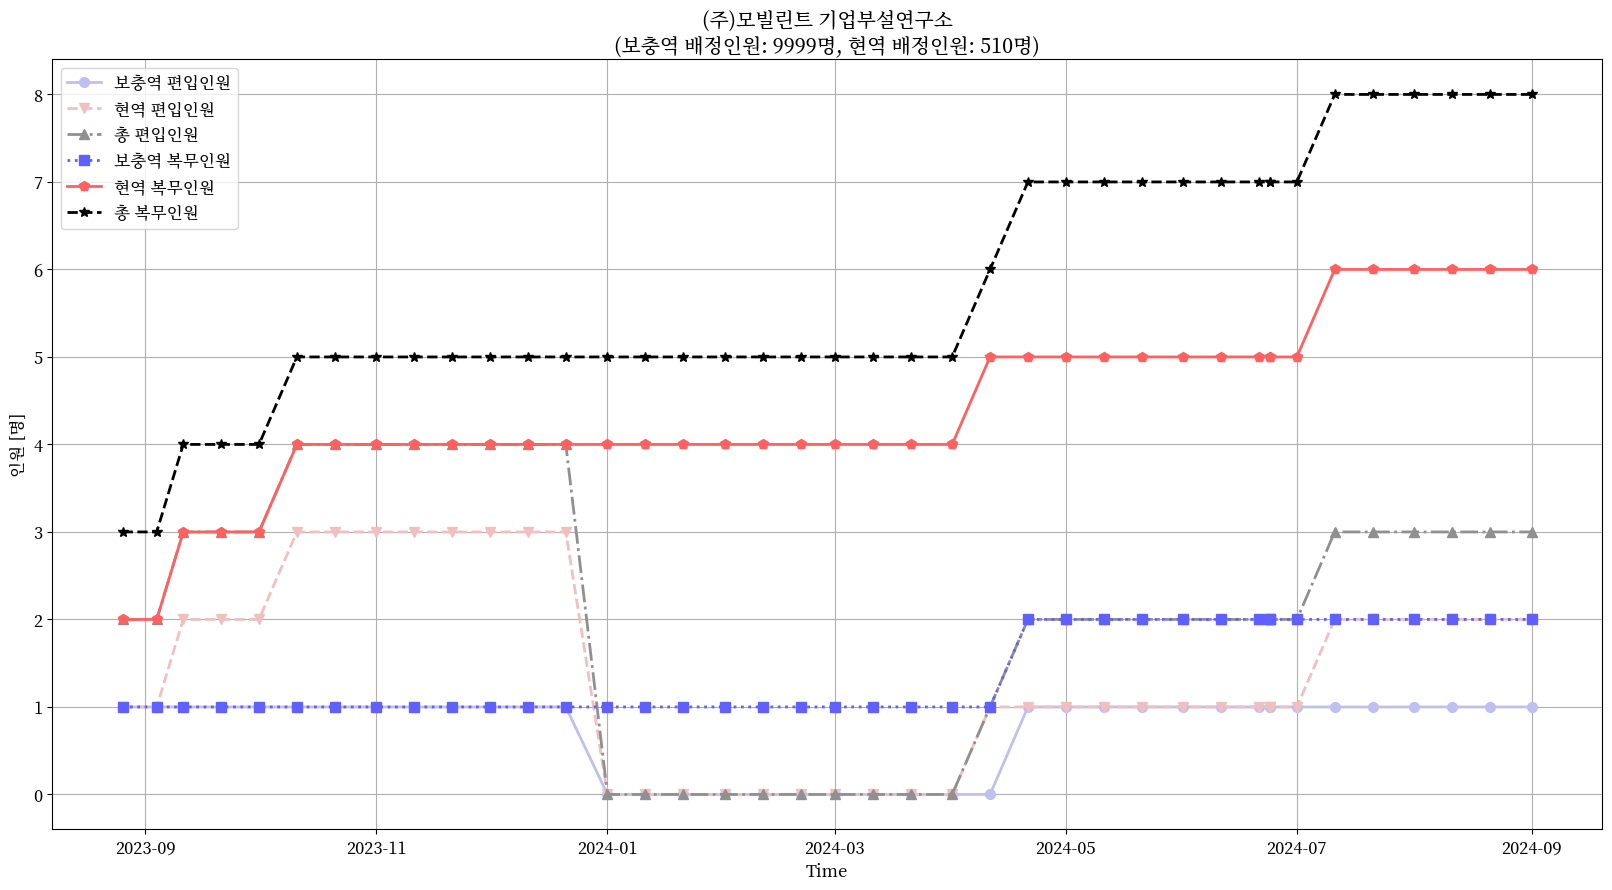 (주)모빌린트 기업부설연구소
(보충역 배정인원: 9999명, 현역 배정인원: 510명)
보충역 편입인원
현역 편입인원
총 편입인원
보충역 복무인원
현역 복무인원
총 복무인원
8
7
6
5
4
3
2
1
0
인원 [명]
2023-09
2023-11
2024-01
2024-03
2024-05
2024-07
2024-09
Time